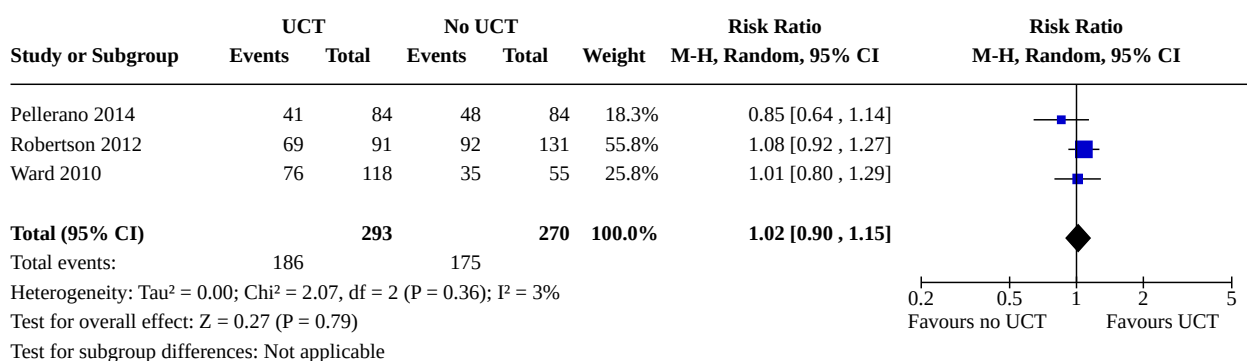 UCT No UCT Risk Ratio Risk Ratio
Study or Subgroup Events Total Events Total Weight M-H, Random, 95% CI M-H, Random, 95% CI
Pellerano 2014 41 84 48 84 18.3% 0.85 [0.64 , 1.14]
Robertson 2012 69 91 92 131 55.8% 1.08 [0.92 , 1.27]
Ward 2010 76 118 35 55 25.8% 1.01 [0.80 , 1.29]
Total (95% CI) 293 270 100.0% 1.02 [0.90 , 1.15]
Total events: 186 175
Heterogeneity: Tau² = 0.00; Chi² = 2.07, df = 2 (P = 0.36); I² = 3%
0.2 0.5 1 2 5
Test for overall effect: Z = 0.27 (P = 0.79)
Favours no UCT Favours UCT
Test for subgroup differences: Not applicable